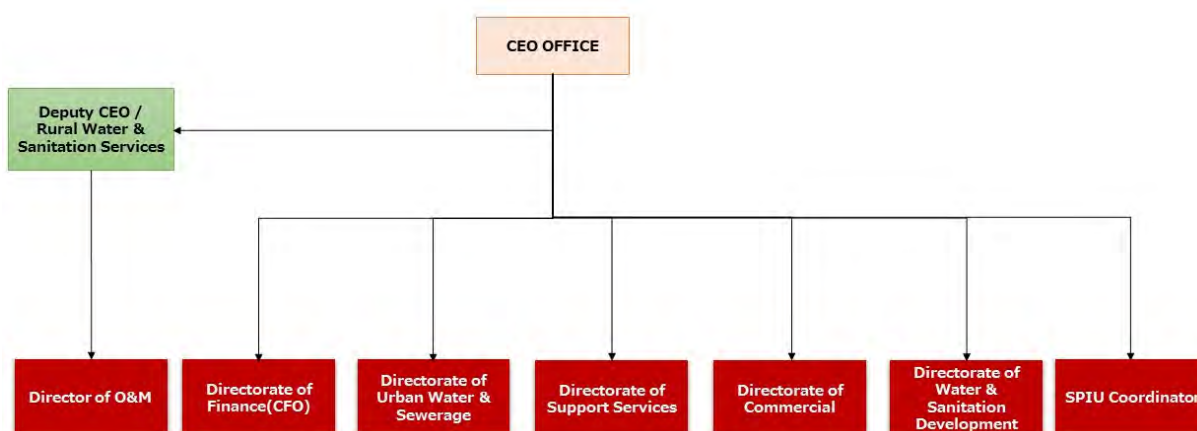 CEO OFFICE
Deputy CEO /
Rural Water &
Sanitation Services
Director of O&M
Directorate of
Finance(CFO)
Directorate of
Urban Water &
Sewerage
Directorate of
Support Services
Directorate of
Commercial
Directorate of
Water &
Sanitation
Development
SPIU Coordinator